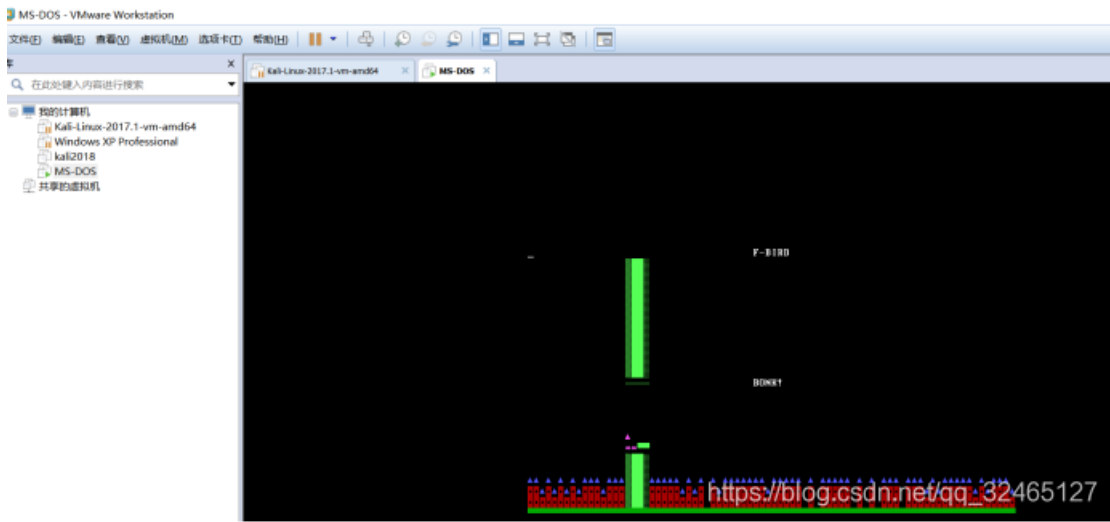 MS-DOS - VMware Workstation
文件(F) 编辑(E) 查看(V) 虚拟机(M) 选项卡(T) 帮助(H)
库
在此处键入内容进行搜索
我的计算机
Kali-Linux-2017.1-vm-amd64
Windows XP Professional
kali2018
MS-DOS
共享的虚拟机
Kali-Linux-2017.1-vm-amd64
MS-DOS
F-BIRD
BONK!
https://blog.csdn.net/qq_32465127